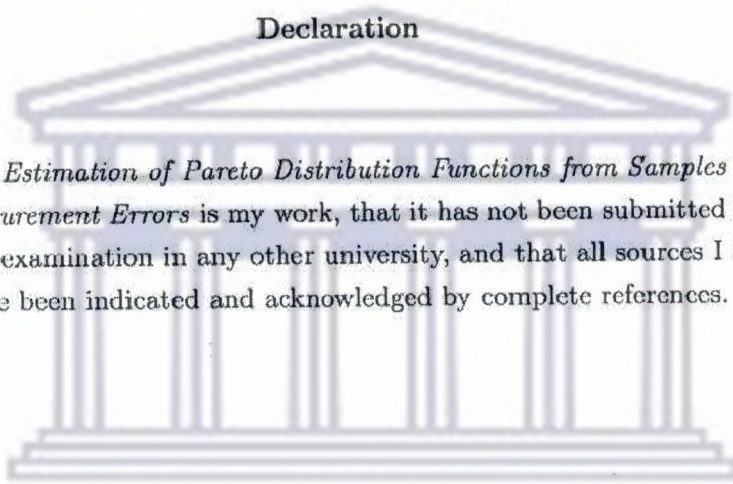 Declaration
Estimation of Pareto Distribution Functions from Samples
urement Errors is my work, that it has not been submitted
examination in any other university, and that all sources I
e been indicated and acknowledged by complete references.